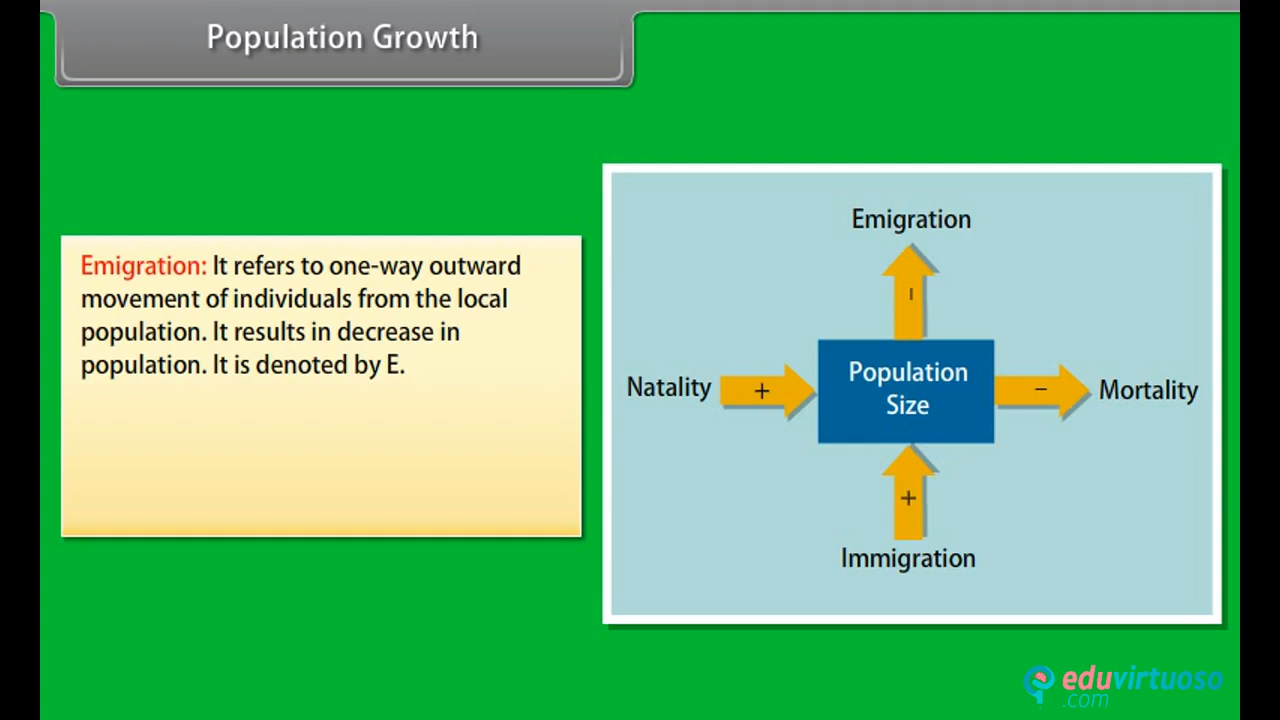 Population Growth
Emigration: It refers to one-way outward
movement of individuals from the local
population. It results in decrease in
population. It is denoted by E.
Emigration
–
Natality
+
Population
Size
–
Mortality
+
Immigration
eduvirtuoso
.com